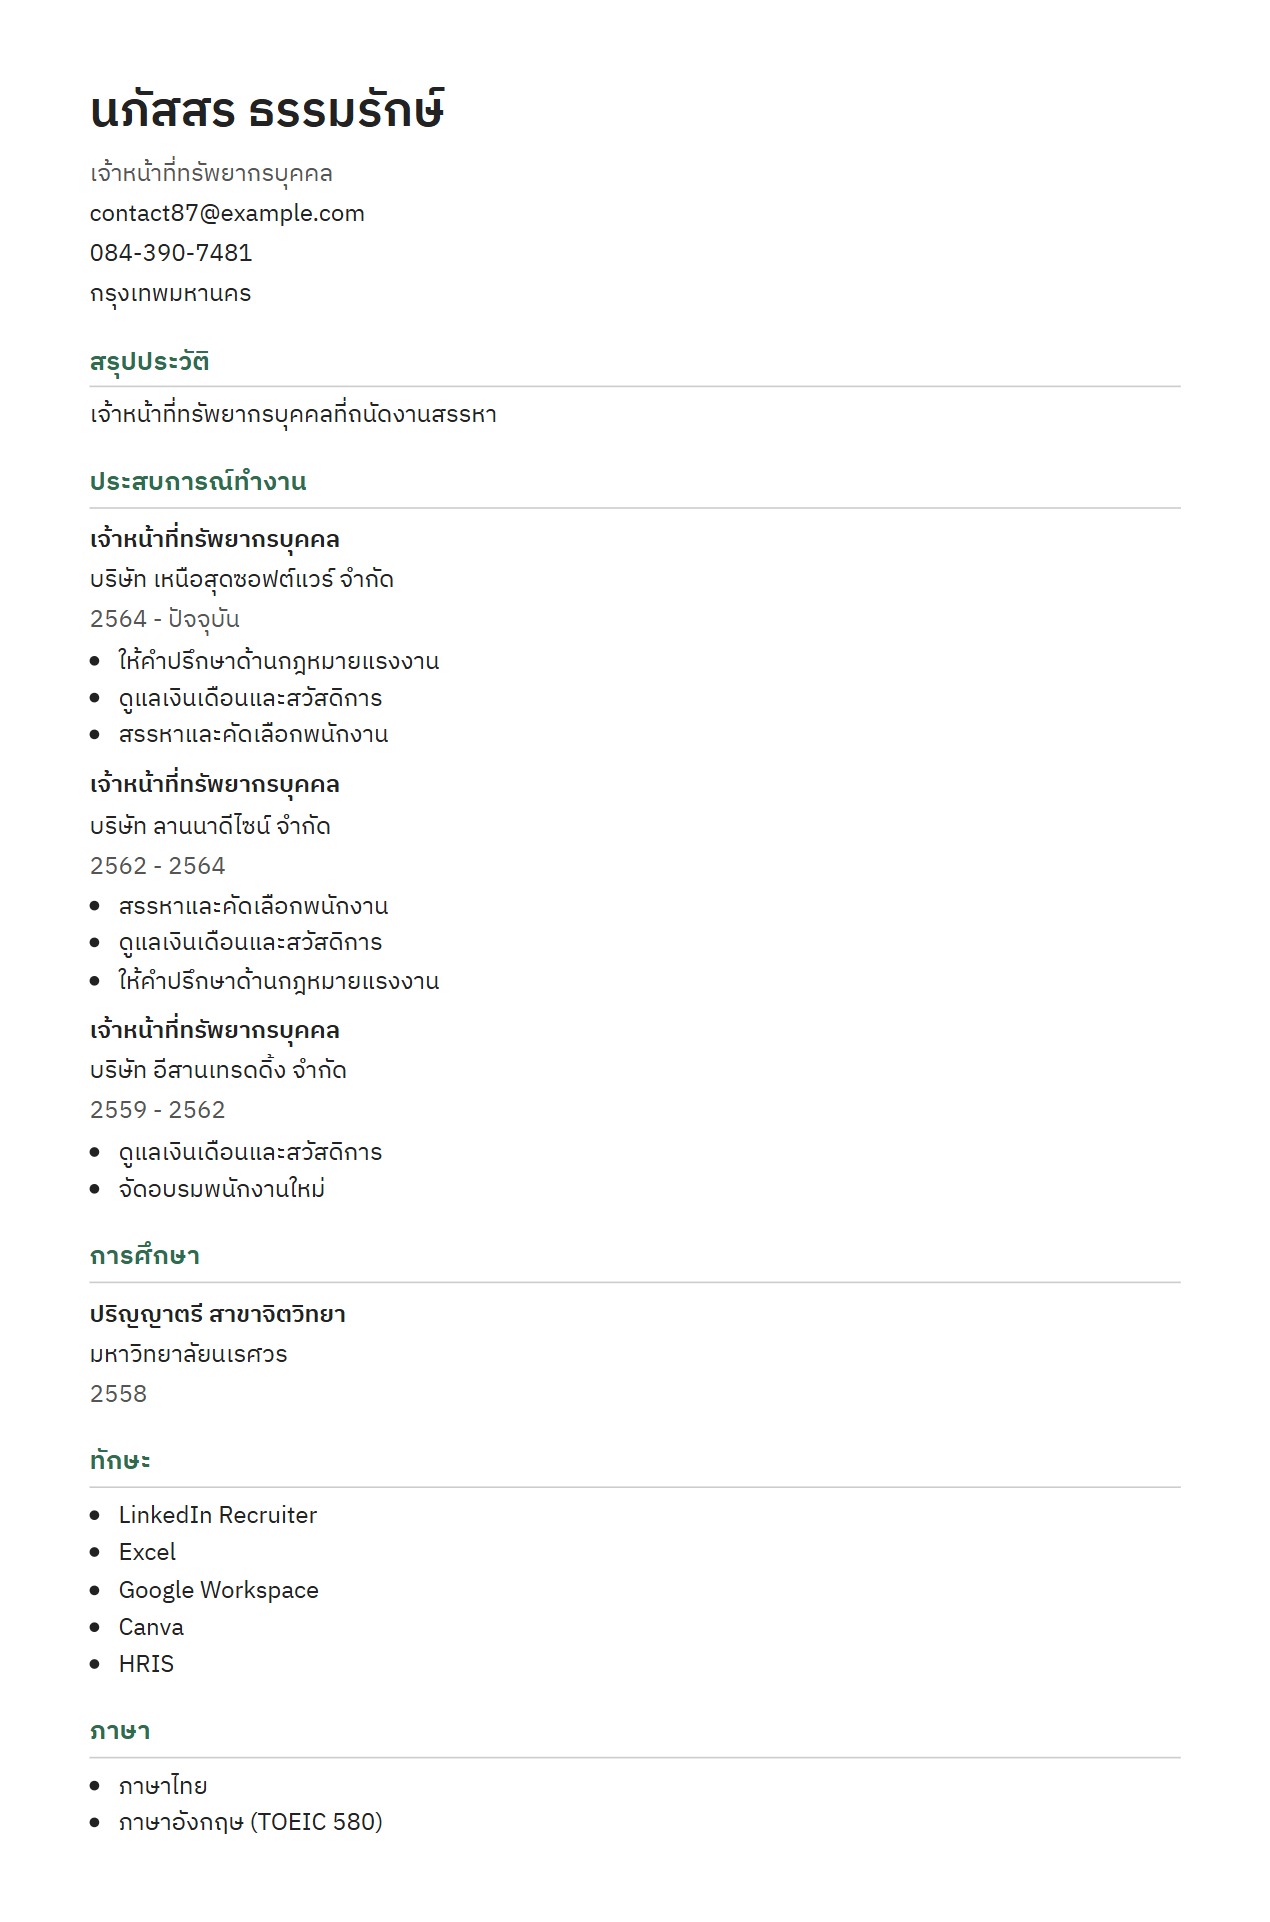 นภัสสร ธรรมรักษ์
เจ้าหน้าที่ทรัพยากรบุคคล
contact87@example.com
084-390-7481
กรุงเทพมหานคร
สรุปประวัติ
เจ้าหน้าที่ทรัพยากรบุคคลที่ถนัดงานสรรหา
ประสบการณ์ทำงาน
เจ้าหน้าที่ทรัพยากรบุคคล
บริษัท เหนือสุดซอฟต์แวร์ จำกัด
2564 - ปัจจุบัน
• ให้คำปรึกษาด้านกฎหมายแรงงาน
• ดูแลเงินเดือนและสวัสดิการ
• สรรหาและคัดเลือกพนักงาน
เจ้าหน้าที่ทรัพยากรบุคคล
บริษัท ลานนาดีไซน์ จำกัด
2562 - 2564
• สรรหาและคัดเลือกพนักงาน
• ดูแลเงินเดือนและสวัสดิการ
• ให้คำปรึกษาด้านกฎหมายแรงงาน
เจ้าหน้าที่ทรัพยากรบุคคล
บริษัท อีสานเทรดดิ้ง จำกัด
2559 - 2562
• ดูแลเงินเดือนและสวัสดิการ
• จัดอบรมพนักงานใหม่
การศึกษา
ปริญญาตรี สาขาจิตวิทยา
มหาวิทยาลัยนเรศวร
2558
ทักษะ
• LinkedIn Recruiter
• Excel
• Google Workspace
• Canva
• HRIS
ภาษา
• ภาษาไทย
• ภาษาอังกฤษ (TOEIC 580)